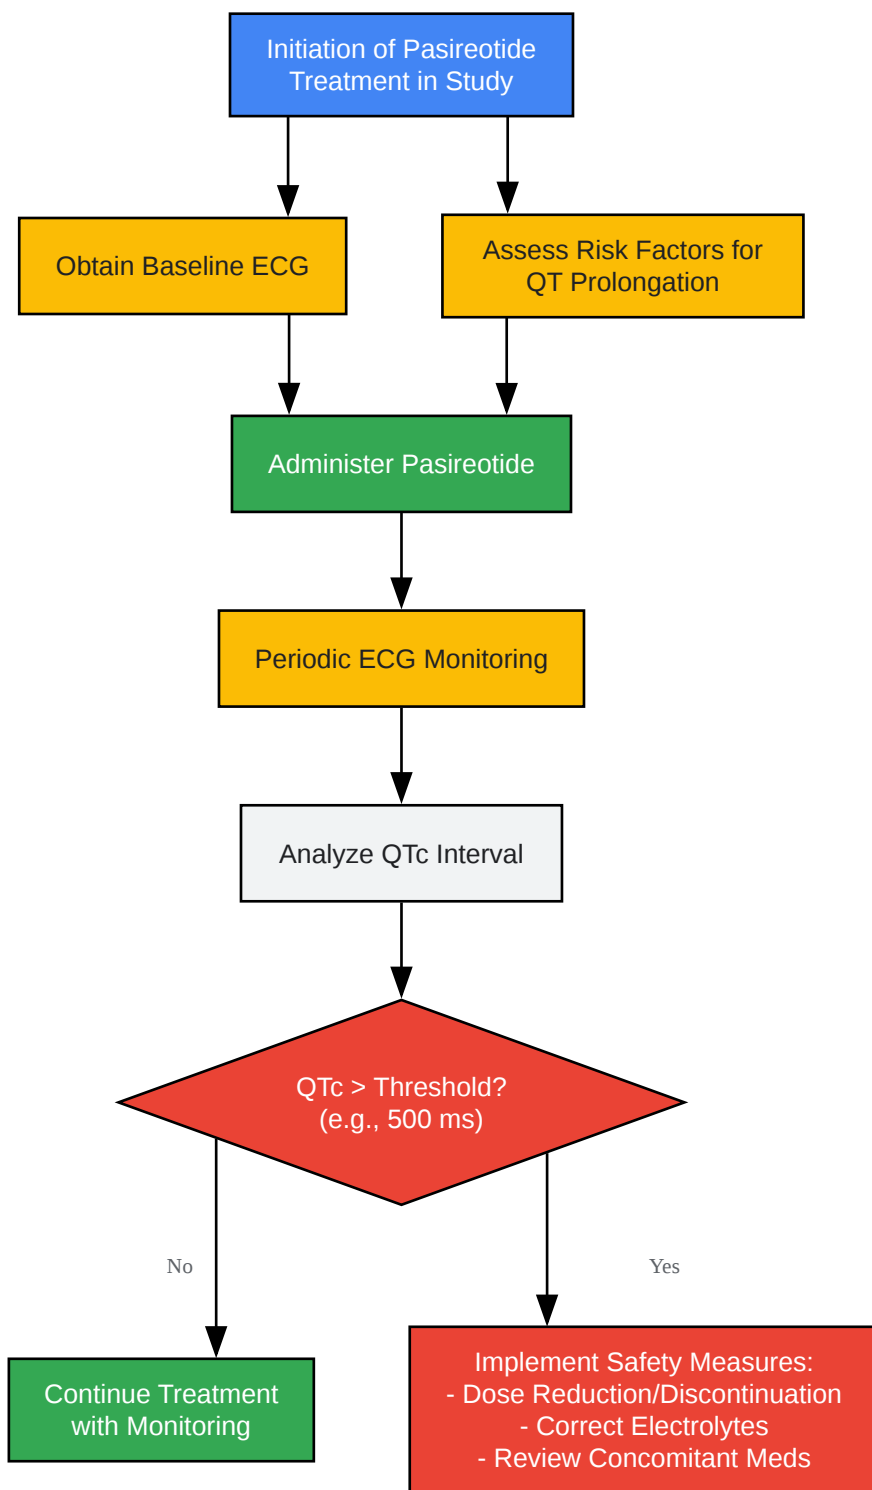 Initiation of Pasireotide
Treatment in Study
Obtain Baseline ECG
Assess Risk Factors for
QT Prolongation
Administer Pasireotide
Periodic ECG Monitoring
Analyze QTc Interval
QTc > Threshold?
(e.g., 500 ms)
No
Yes
Continue Treatment
with Monitoring
Implement Safety Measures:
- Dose Reduction/Discontinuation
- Correct Electrolytes
- Review Concomitant Meds